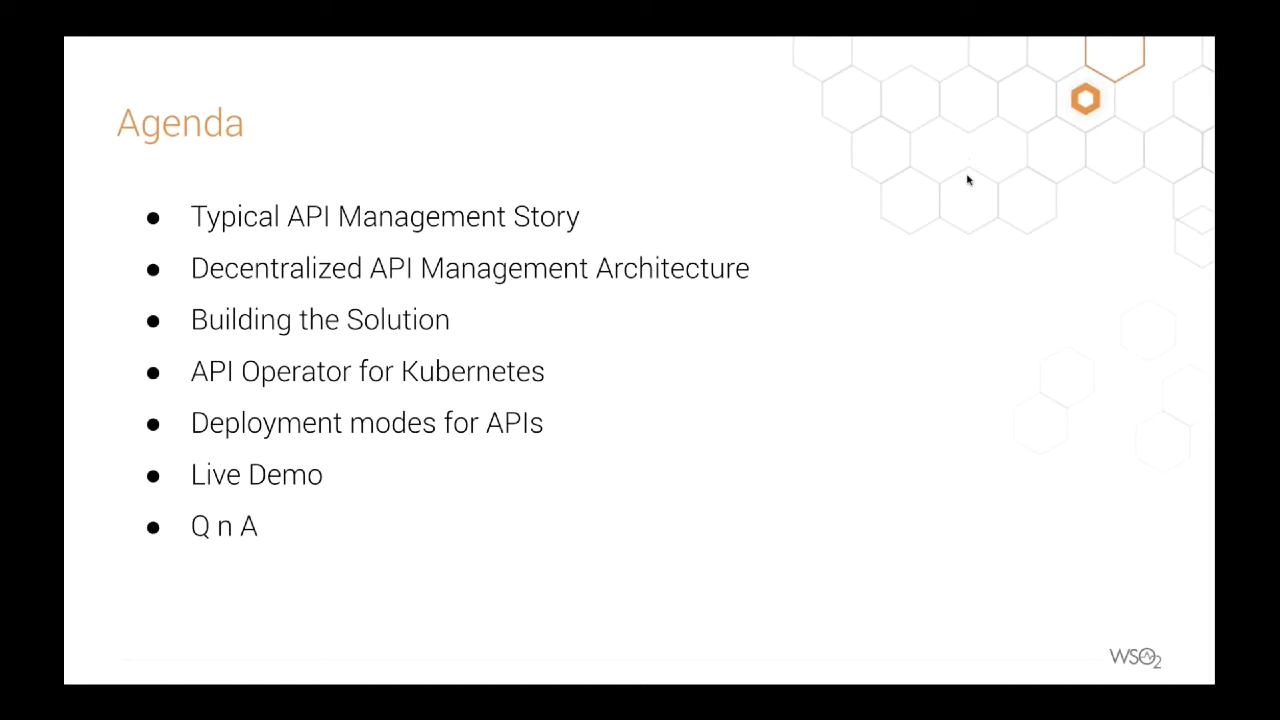 Agenda
● Typical API Management Story
● Decentralized API Management Architecture
● Building the Solution
● API Operator for Kubernetes
● Deployment modes for APIs
● Live Demo
● Q n A
WSO2